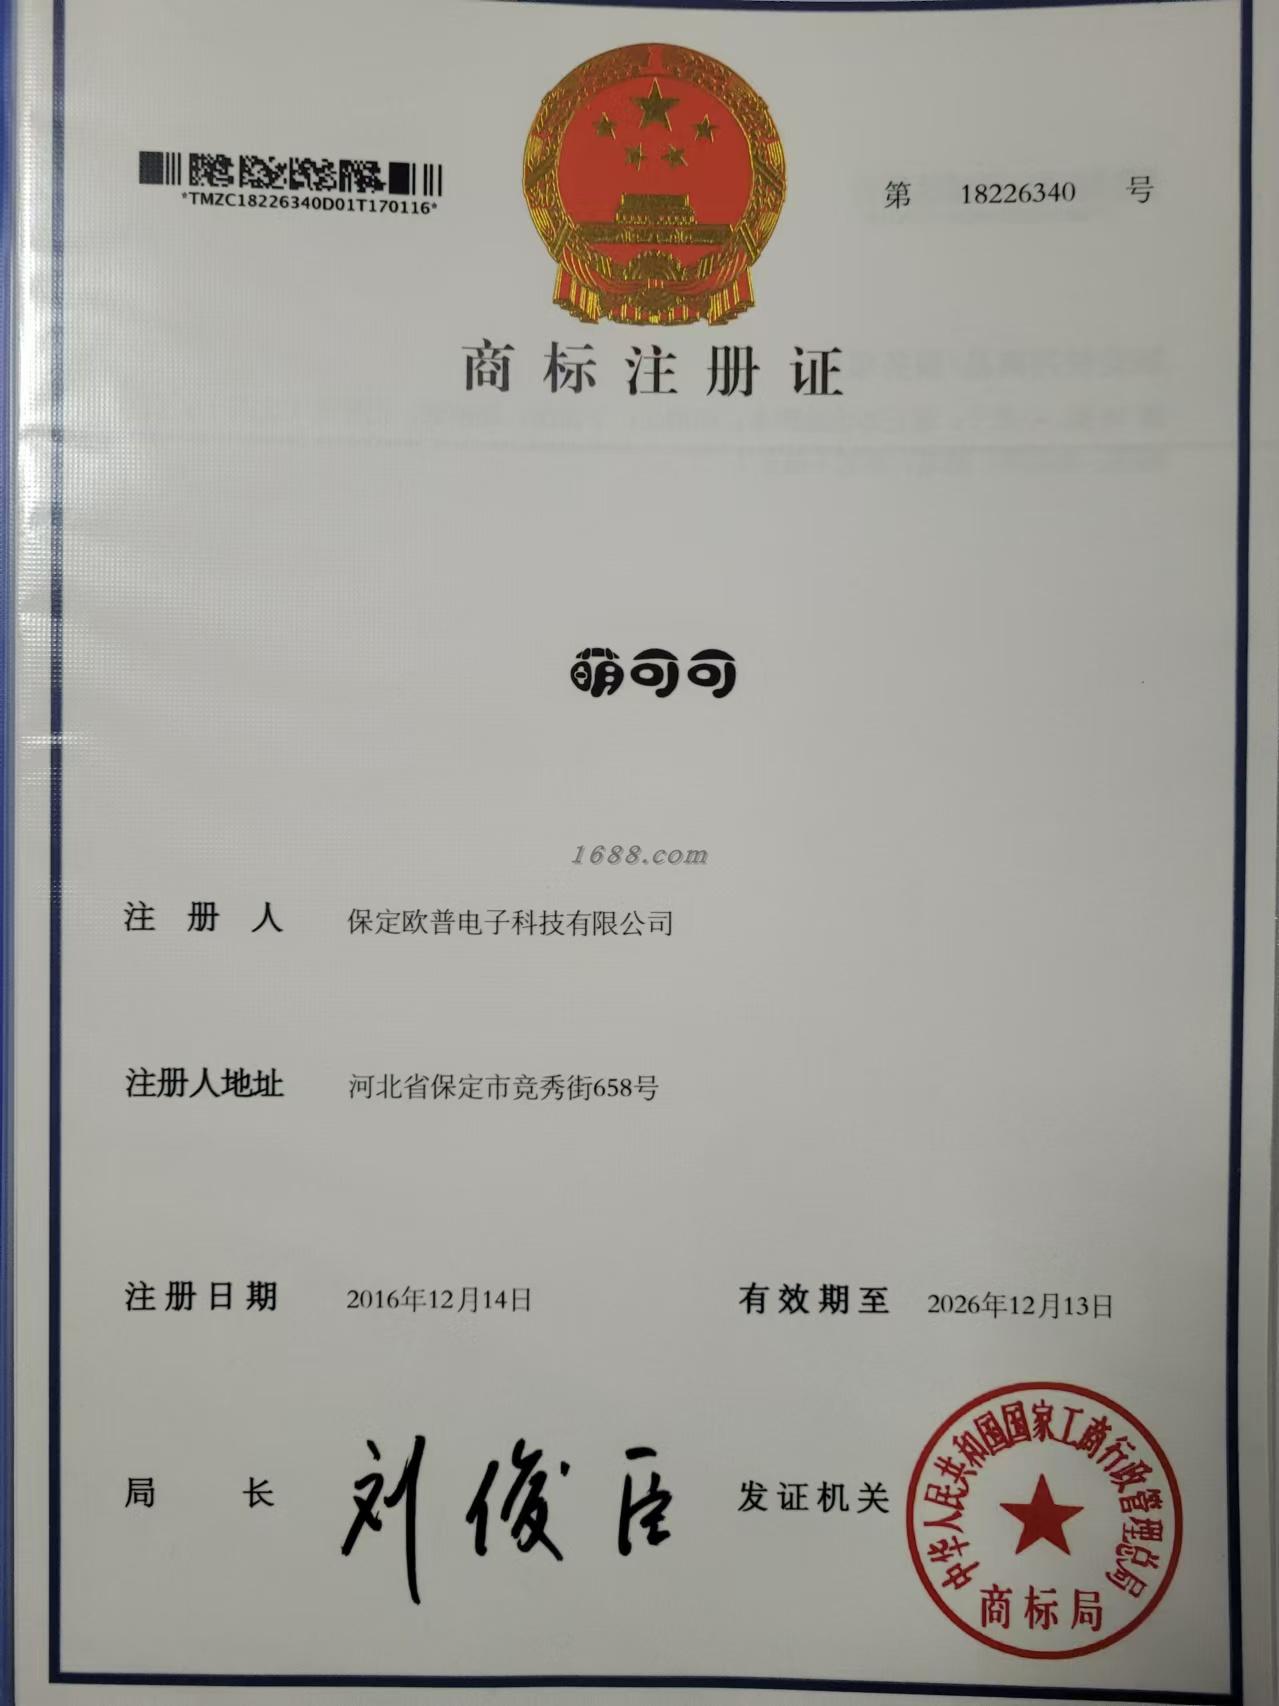 *TMZC18226340D01T170116*
第 18226340 号
商标注册证
萌可可
1688.com
注册人 保定欧普电子科技有限公司
注册人地址 河北省保定市竞秀街658号
注册日期 2016年12月14日 有效期至 2026年12月13日
局长 刘俊臣 发证机关
中华人民共和国国家工商行政管理总局
商标局